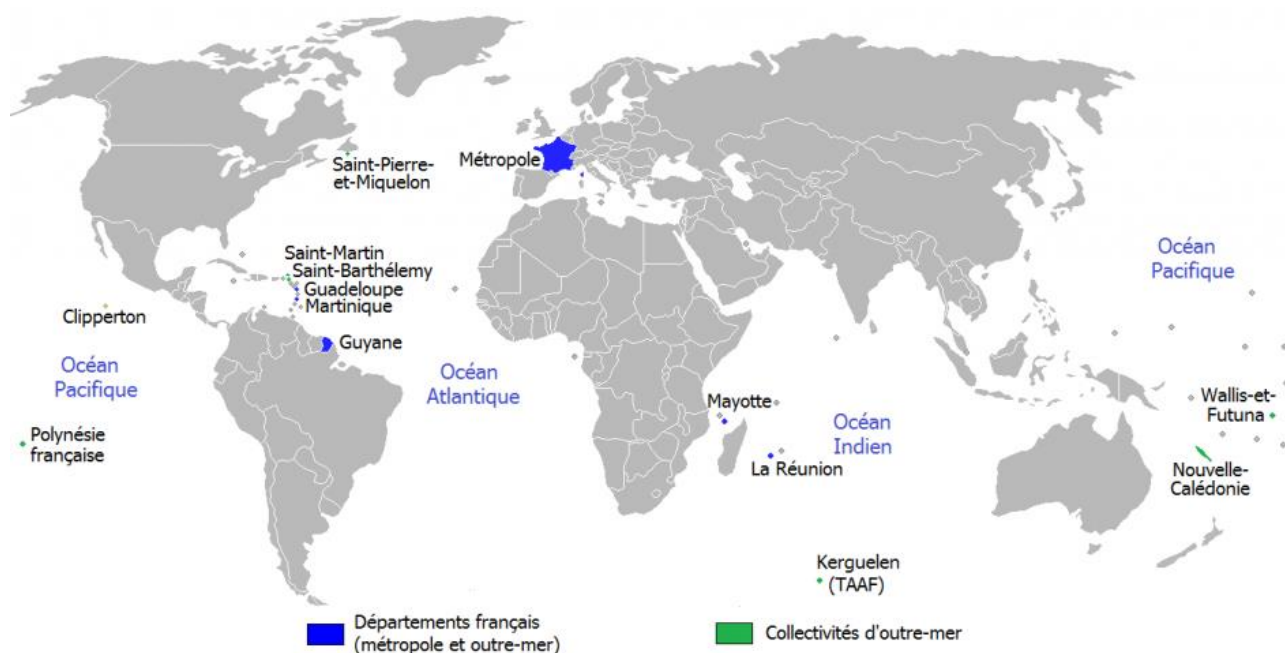 Métropole
Saint-Pierre-
et-Miquelon
Saint-Martin
Saint-Barthélemy
Guadeloupe
Martinique
Clipperton
Guyane
Océan
Pacifique
Océan
Pacifique
Océan
Atlantique
Polynésie
française
Mayotte
Océan
Indien
La Réunion
Wallis-et-
Futuna
Nouvelle-
Calédonie
Kerguelen
(TAAF)
Départements français
(métropole et outre-mer)
Collectivités d'outre-mer